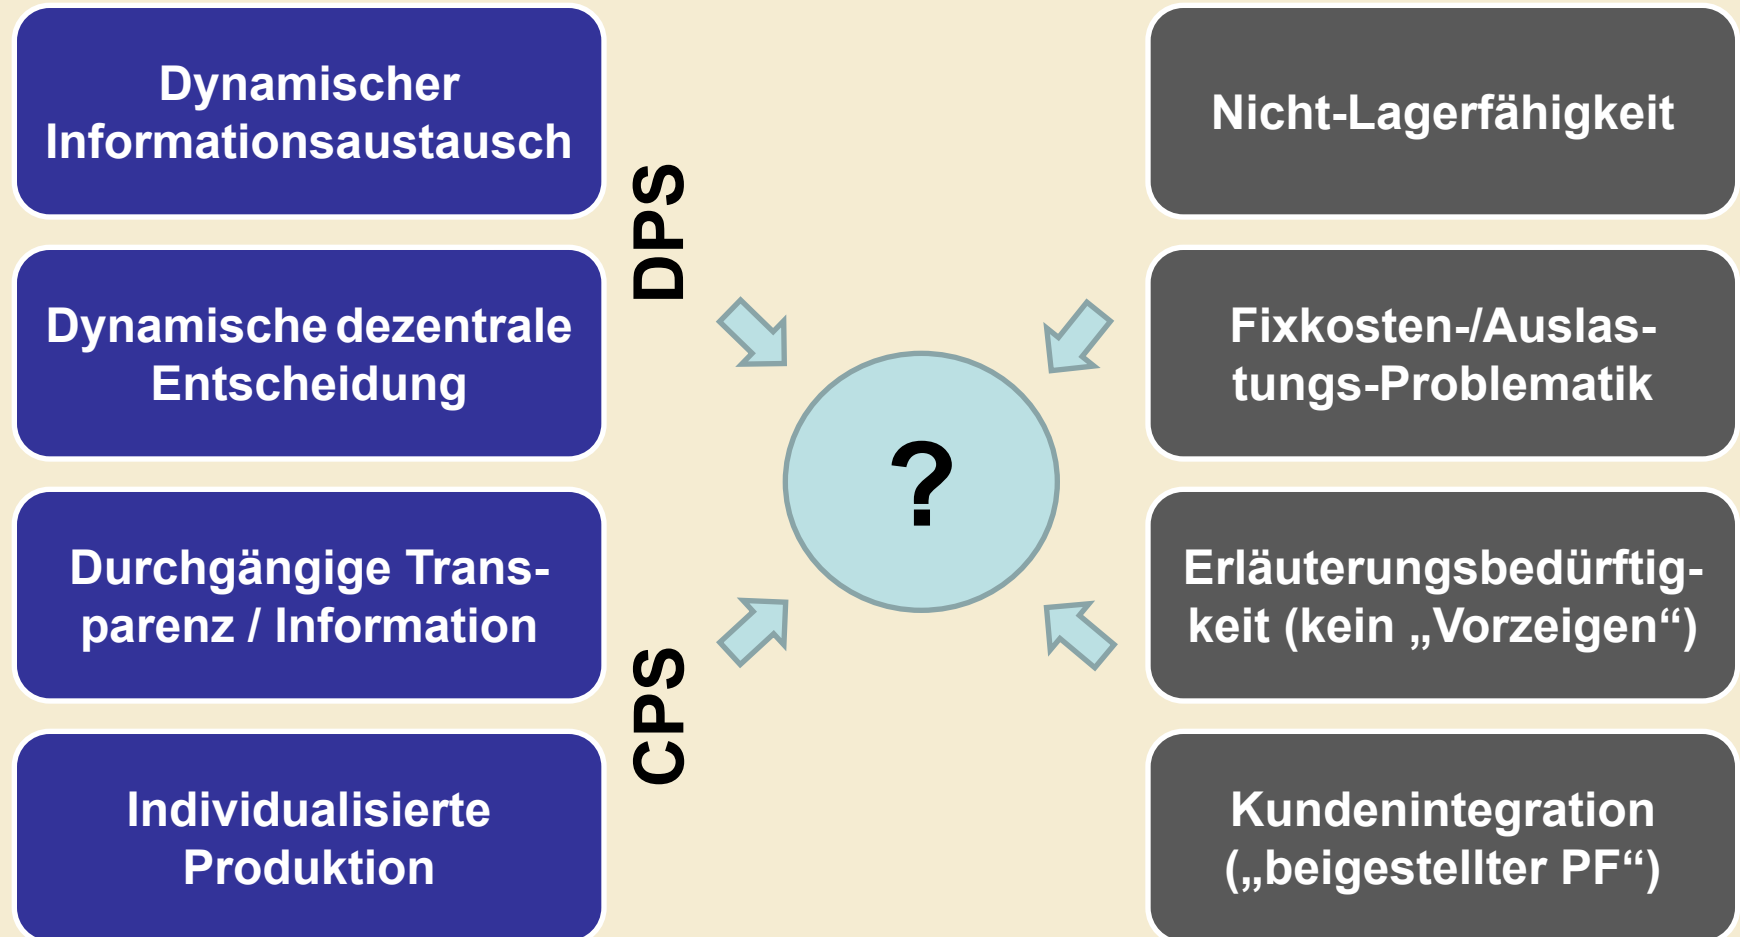 Dynamischer
Informationsaustausch
Dynamische dezentrale
Entscheidung
Durchgängige Trans-
parenz / Information
Individualisierte
Produktion
DPS
CPS
?
Nicht-Lagerfähigkeit
Fixkosten-/Auslas-
tungs-Problematik
Erläuterungsbedürftig-
keit (kein „Vorzeigen“)
Kundenintegration
(„beigestellter PF“)